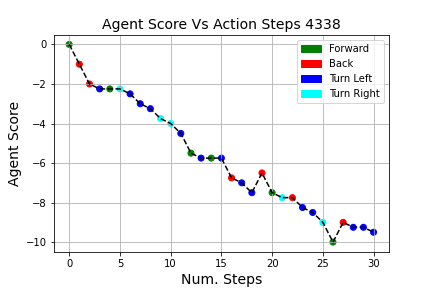 Agent Score Vs Action Steps 4338
Agent Score
0
−2
−4
−6
−8
−10
Forward
Back
Turn Left
Turn Right
0 5 10 15 20 25 30
Num. Steps